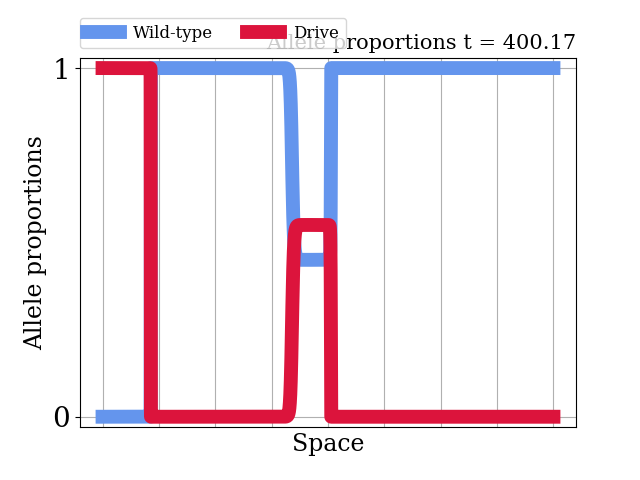 Wild-type Drive
Allele proportions t = 400.17
1
Allele proportions
0
Space